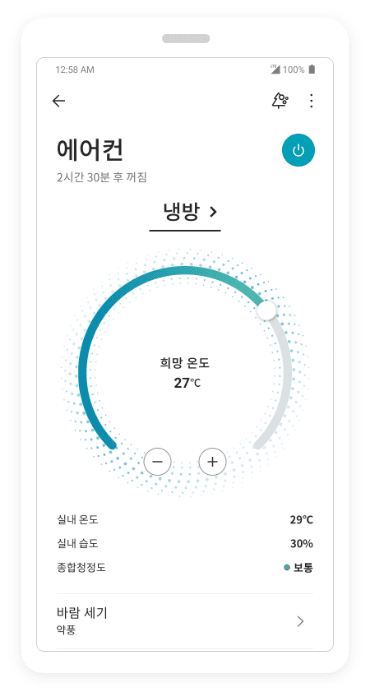 12:58 AM 100%
에어컨
2시간 30분 후 꺼짐
냉방
희망 온도
27℃
실내 온도 29℃
실내 습도 30%
종합청정도 보통
바람 세기
약풍